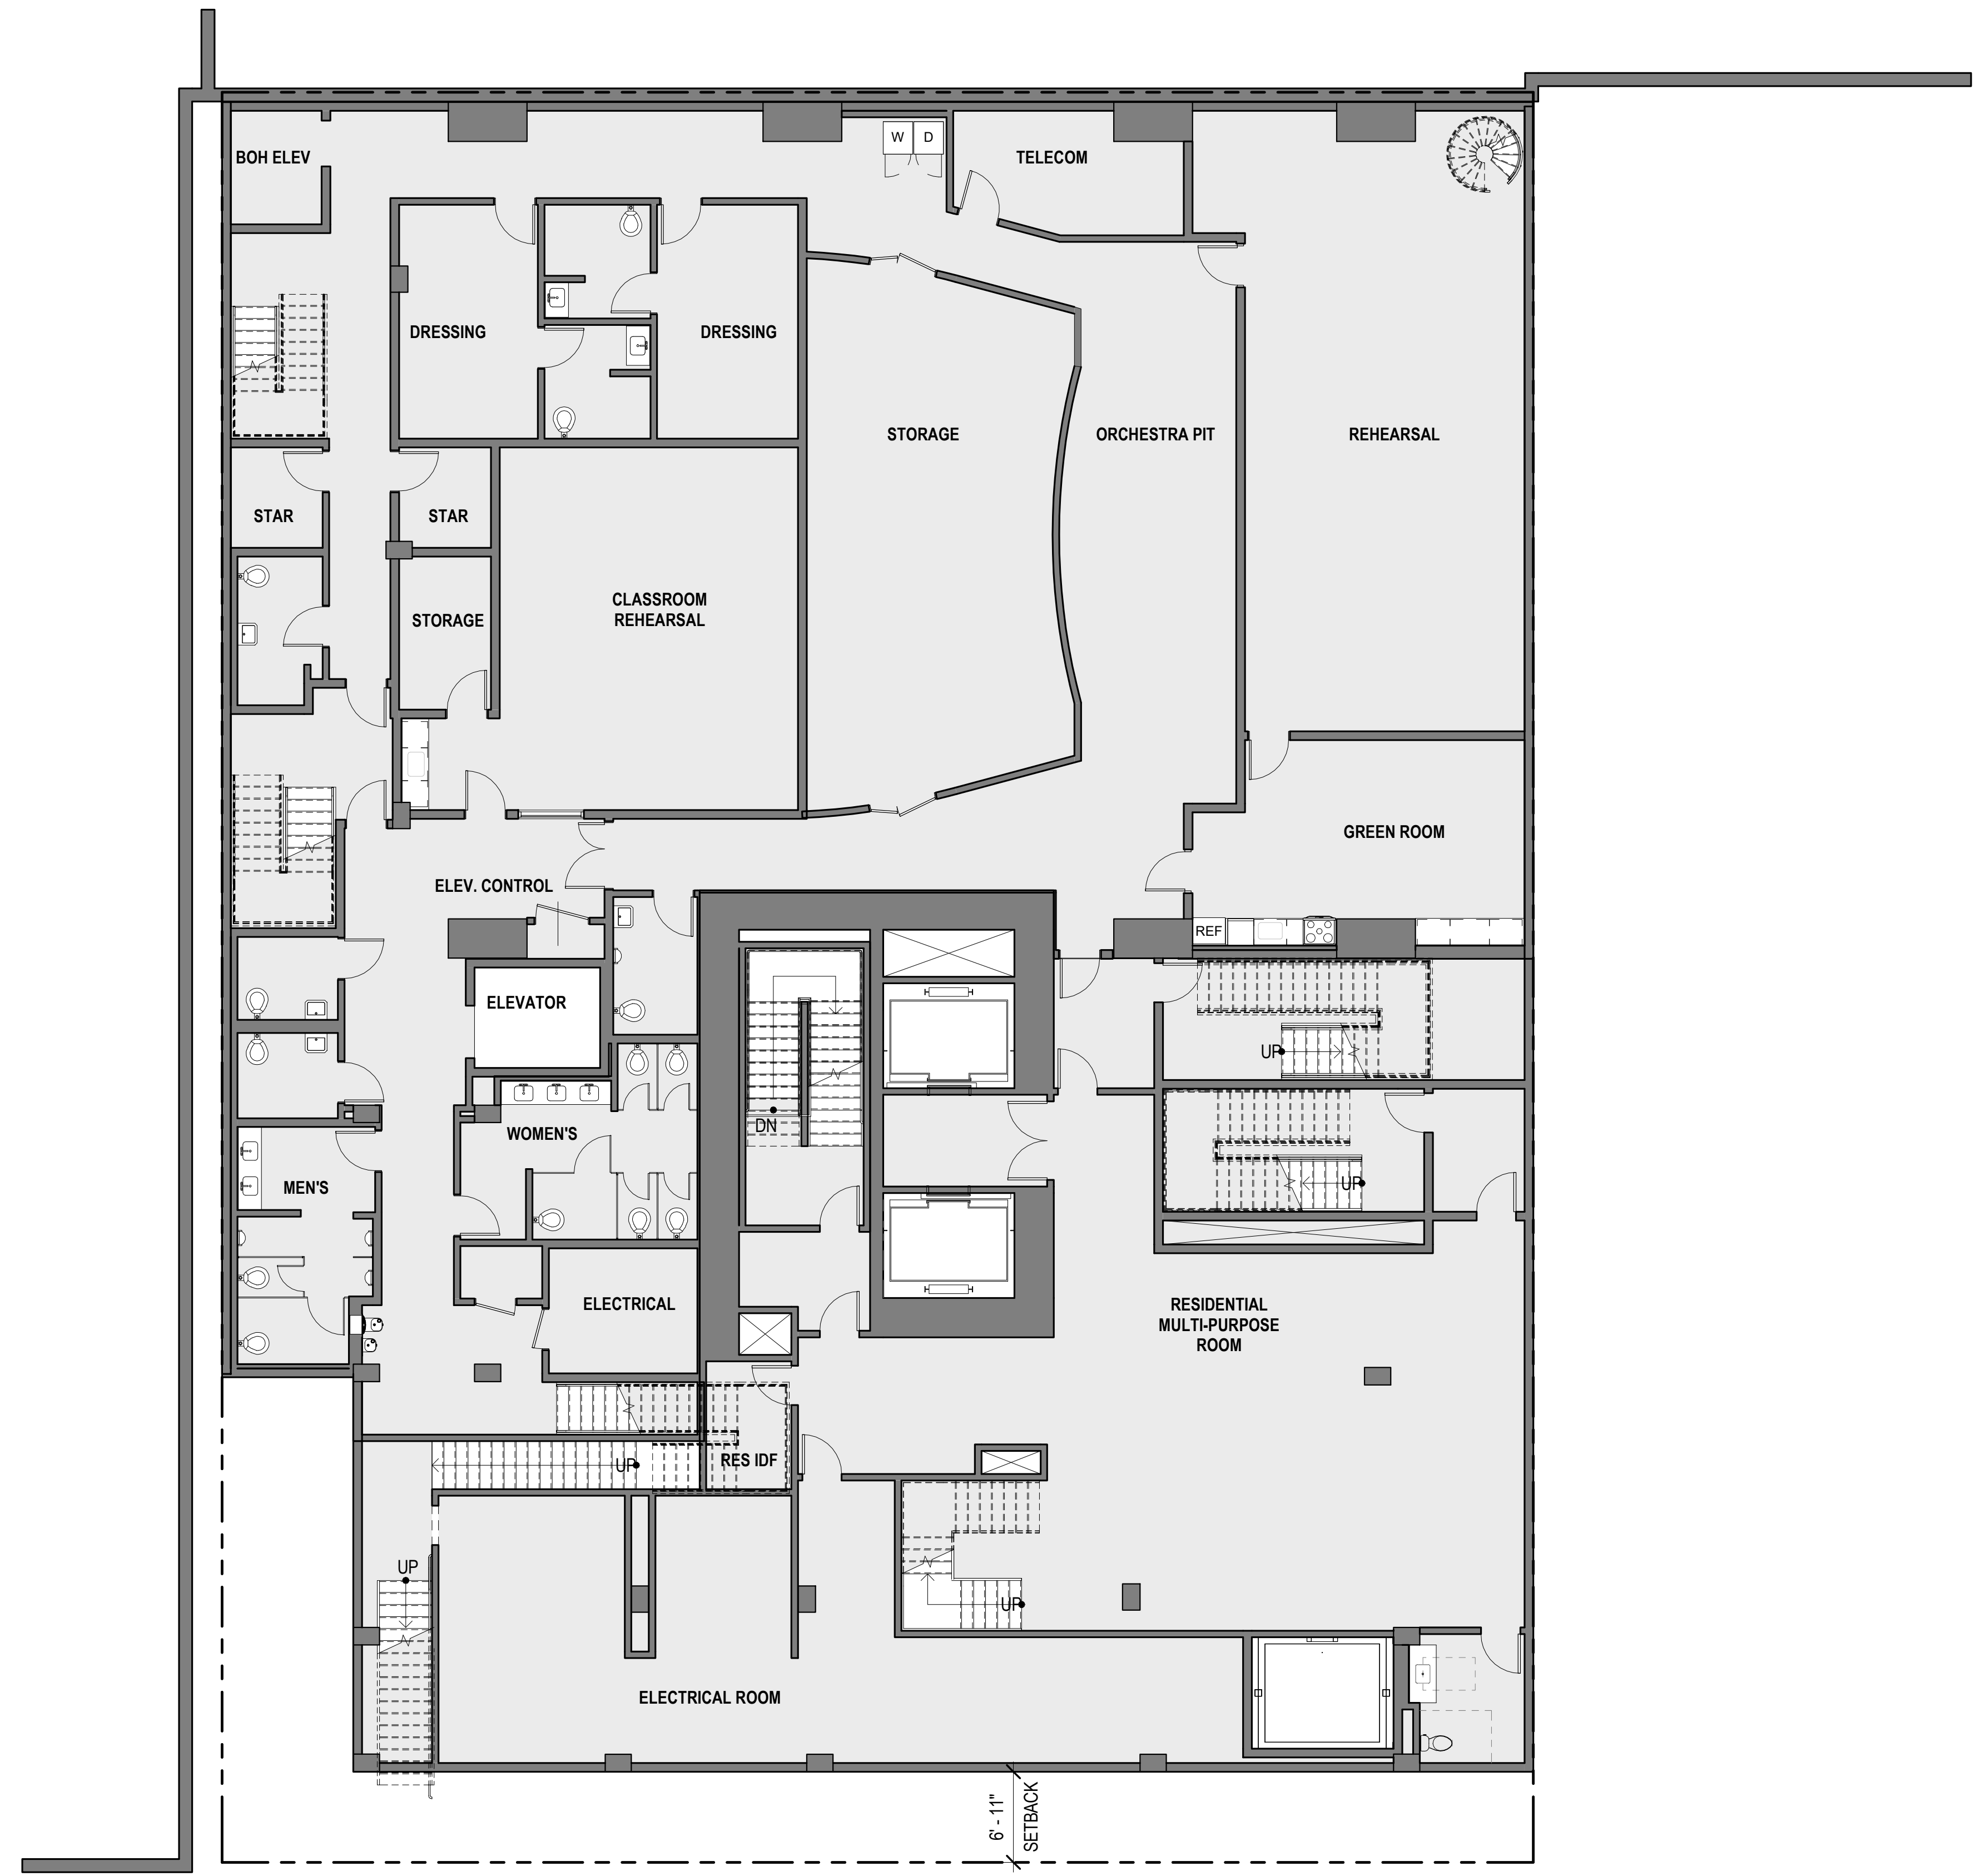 W D
BOH ELEV
TELECOM
DRESSING
DRESSING
STORAGE
ORCHESTRA PIT
REHEARSAL
STAR
STAR
CLASSROOM
REHEARSAL
STORAGE
GREEN ROOM
ELEV. CONTROL
REF
ELEVATOR
UP
DN
WOMEN'S
UP
MEN'S
ELECTRICAL
RESIDENTIAL
MULTI-PURPOSE
ROOM
RES IDF
UP
UP
UP
ELECTRICAL ROOM
6' - 11"
SETBACK